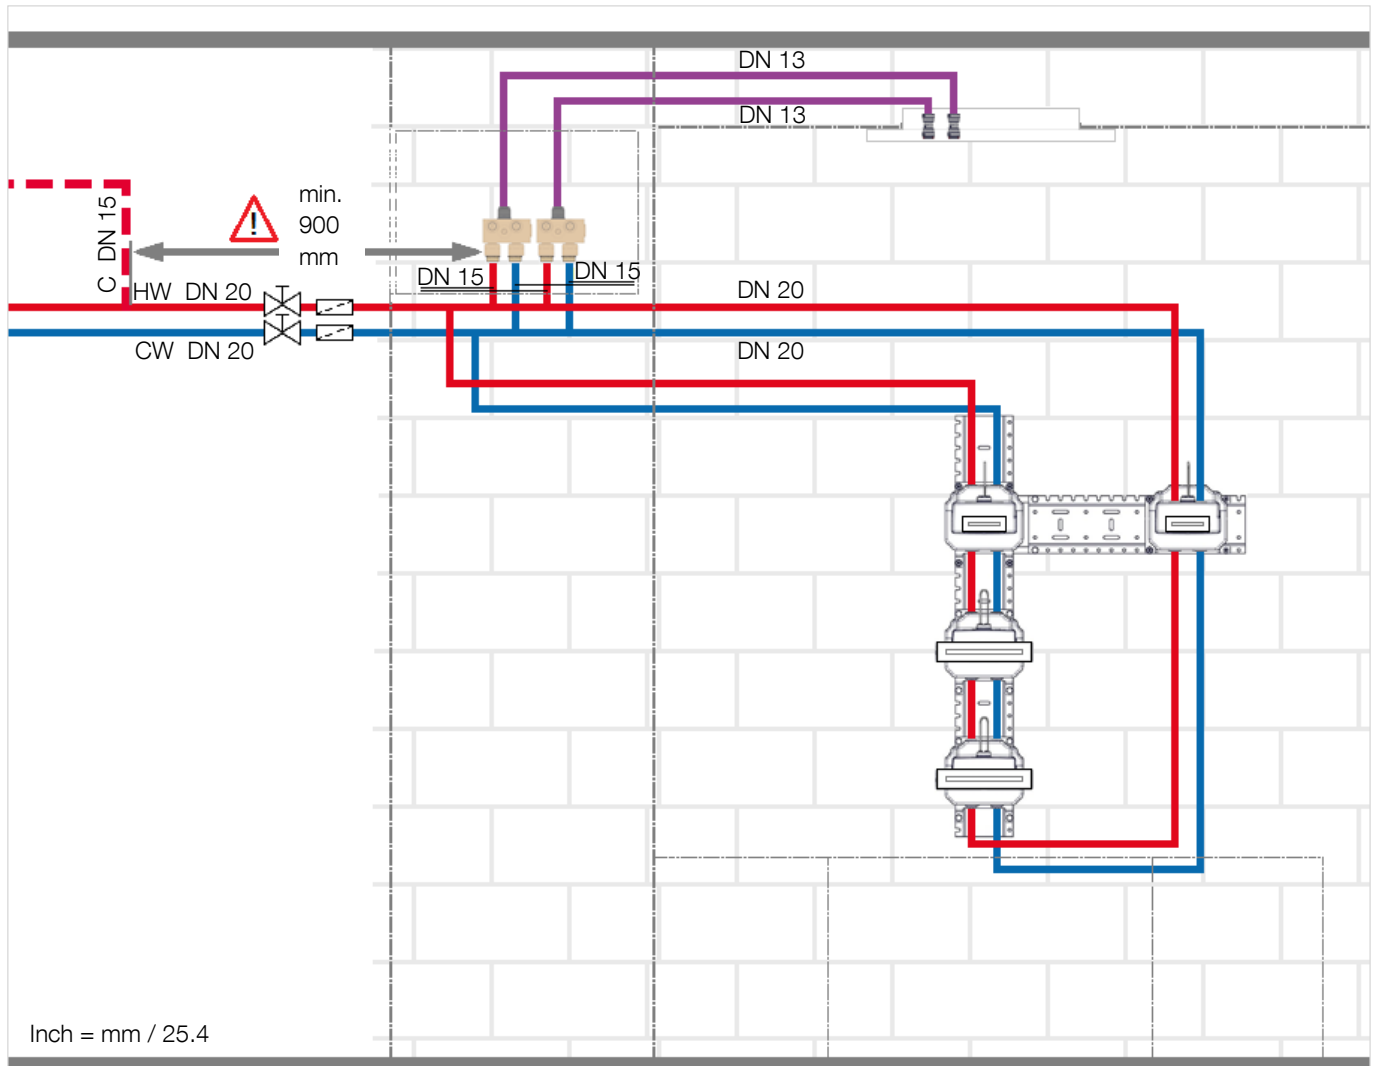 DN 13
DN 13
min.
900
mm
C DN 15
DN 15
DN 15
HW DN 20
DN 20
CW DN 20
DN 20
Inch = mm / 25.4